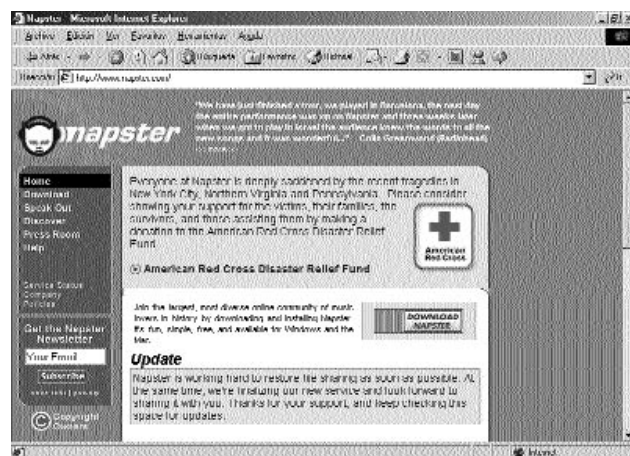 Napster - Microsoft Internet Explorer
Archivo Edición Ver Favoritos Herramientas Ayuda
Atrás Búsqueda Favoritos Historial
Dirección http://www.napster.com/
"We have just finished a tour, we played in Barcelona, the next day
the entire performance was up on Napster and three weeks later
when we got to play in Israel the audience knew the words to all the
new songs and it was wonderful..." Colin Greenwood (Radiohead)
napster
Home
Download
Speak Out
Discover
Press Room
Help
Service Status
Company
Policies
Get the Napster
Newsletter
Your Email
Subscribe
Copyright
Owners
Everyone at Napster is deeply saddened by the recent tragedies in
New York City, Northern Virginia and Pennsylvania. Please consider
showing your support for the victims, their families, the
survivors, and those assisting them by making a
donation to the American Red Cross Disaster Relief
Fund.
American
Red Cross
American Red Cross Disaster Relief Fund
Join the largest, most diverse online community of music
lovers in history by downloading and installing Napster.
It's fun, simple, free, and available for Windows and the
Mac.
DOWNLOAD
NAPSTER
Update
Napster is working hard to restore file sharing as soon as possible. At
the same time, we're finalizing our new service and look forward to
sharing it with you. Thanks for your support, and keep checking this
space for updates.
Internet